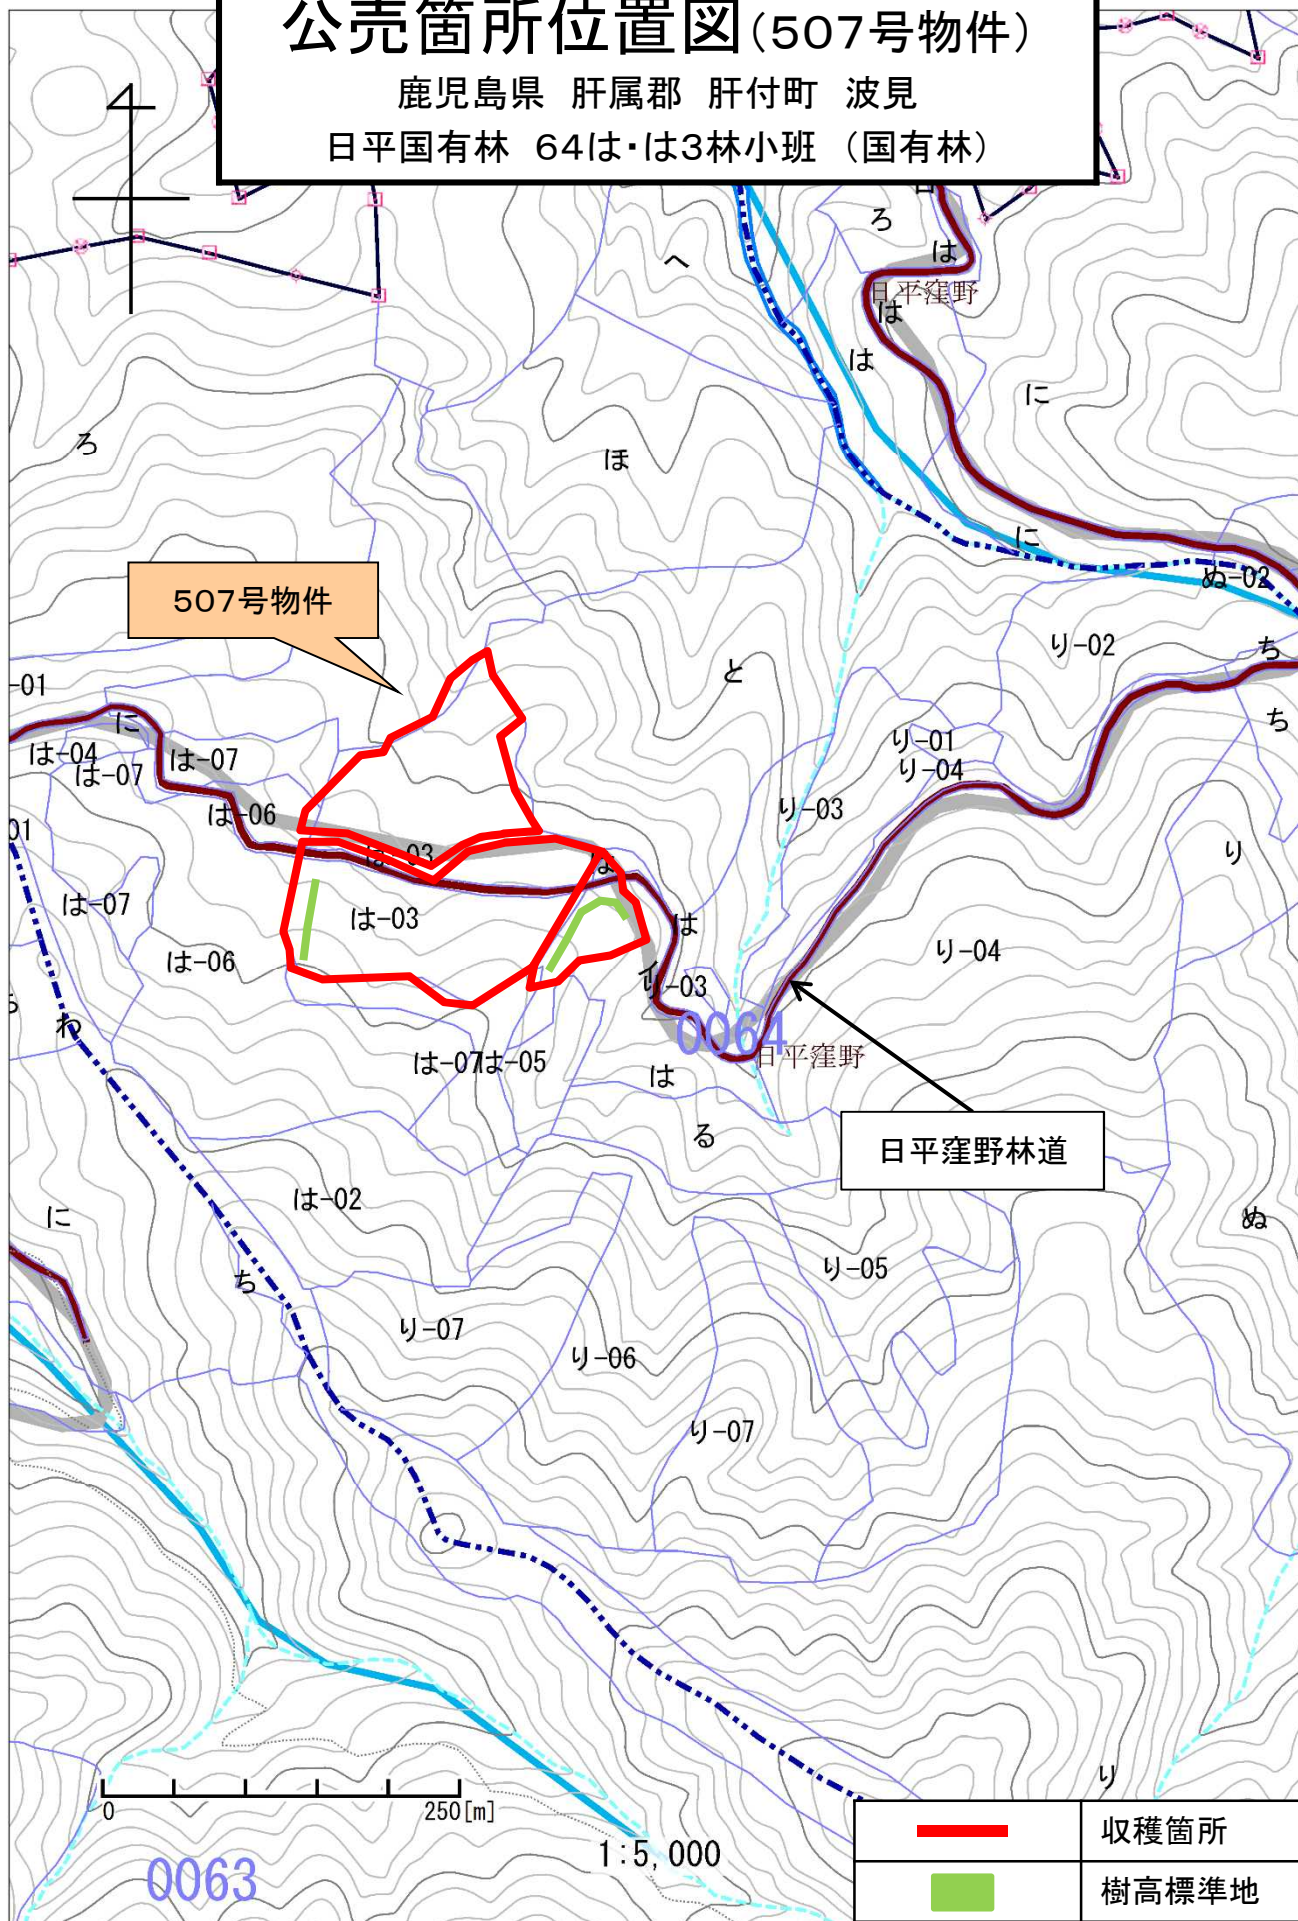 公売箇所位置図(507号物件)
鹿児島県 肝属郡 肝付町 波見
日平国有林 64は・は3林小班 (国有林)
ろ
は
日平窪野
は
は
へ
に
ろ
ほ
に
ぬ-02
507号物件
り-02
ち
と
-01
ち
に
は-04
は-07
は-07
り-01
り-04
は-06
り-03
01
は-03
は
り
は-07
は-03
は
り-04
は-06
イ
り-03
わ
0064
日平窪野
は-07
は-05
は
る
日平窪野林道
は-02
に
ぬ
ち
り-05
り-07
り-06
り-07
り
0
250[m]
1:5,000
0063
収穫箇所
樹高標準地